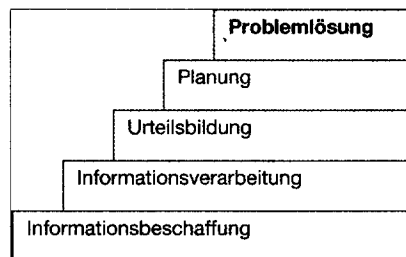 Problemlösung
Planung
Urteilsbildung
Informationsverarbeitung
Informationsbeschaffung